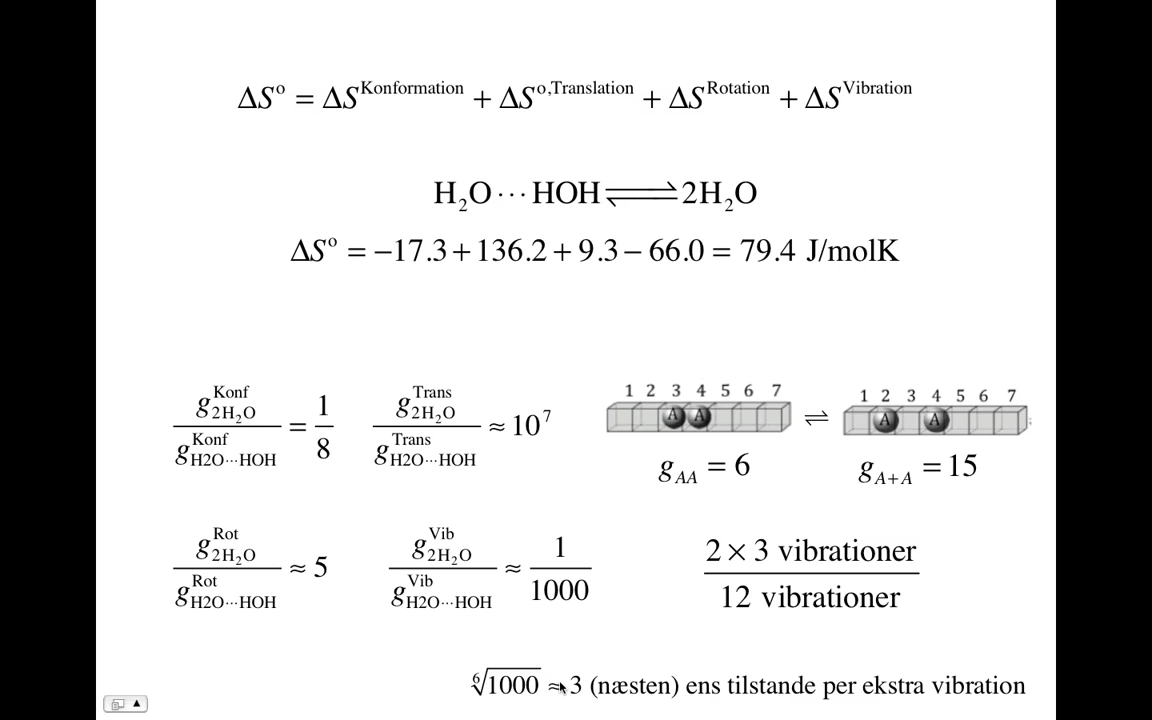 ΔS° = ΔS^Konformation + ΔS^o,Translation + ΔS^Rotation + ΔS^Vibration
H₂O···HOH ⇌ 2H₂O
ΔS° = −17.3 + 136.2 + 9.3 − 66.0 = 79.4 J/molK
g^Konf_2H₂O / g^Konf_H2O···HOH = 1/8
g^Trans_2H₂O / g^Trans_H2O···HOH ≈ 10⁷
1 2 3 4 5 6 7
A A
⇌
1 2 3 4 5 6 7
A A
g_AA = 6
g_A+A = 15
g^Rot_2H₂O / g^Rot_H2O···HOH ≈ 5
g^Vib_2H₂O / g^Vib_H2O···HOH ≈ 1/1000
2 × 3 vibrationer
12 vibrationer
⁶√1000 ≈ 3 (næsten) ens tilstande per ekstra vibration